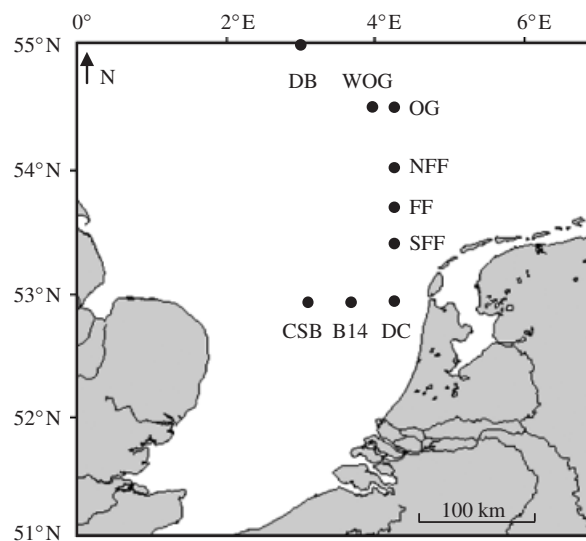 0° 2°E 4°E 6°E
55°N
N
DB WOG
OG
54°N NFF
FF
SFF
53°N
CSB B14 DC
52°N
100 km
51°N